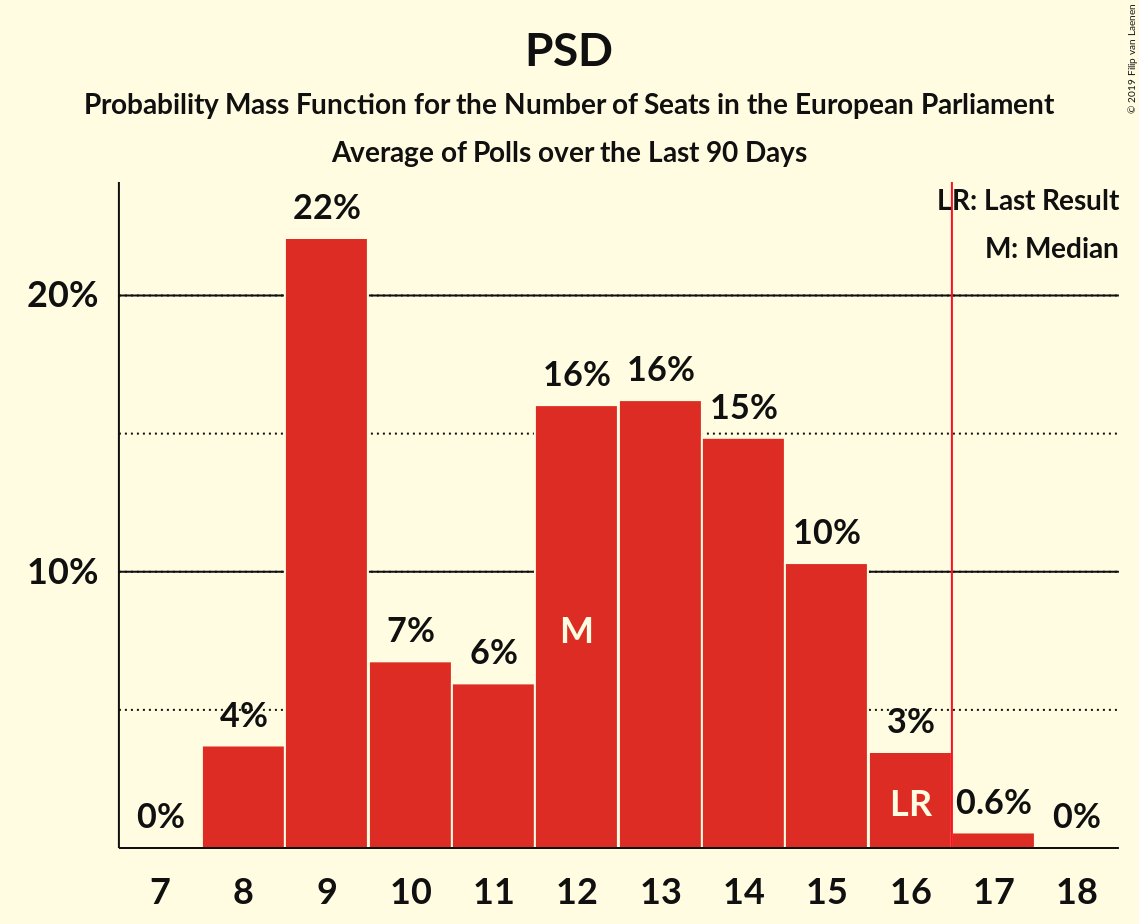 PSD
Probability Mass Function for the Number of Seats in the European Parliament
Average of Polls over the Last 90 Days
© 2019 Filip van Laenen
LR: Last Result
M: Median
20%
10%
0%
4%
22%
7%
6%
16%
16%
15%
10%
3%
0.6%
0%
M
LR
7 8 9 10 11 12 13 14 15 16 17 18